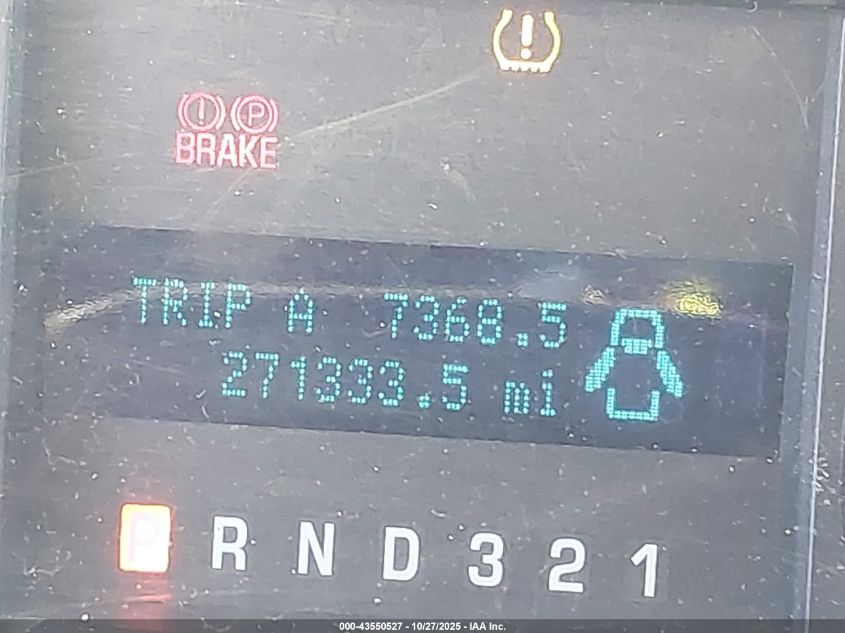 BRAKE
TRIP A 7368.5
271333.5 mi
P R N D 3 2 1
000-43550527 - 10/27/2025 - IAA Inc.